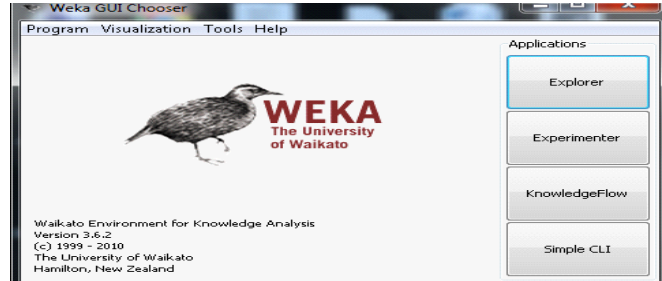 Weka GUI Chooser
Program Visualization Tools Help
WEKA
The University
of Waikato
Waikato Environment for Knowledge Analysis
Version 3.6.2
(c) 1999 - 2010
The University of Waikato
Hamilton, New Zealand
Applications
Explorer
Experimenter
KnowledgeFlow
Simple CLI